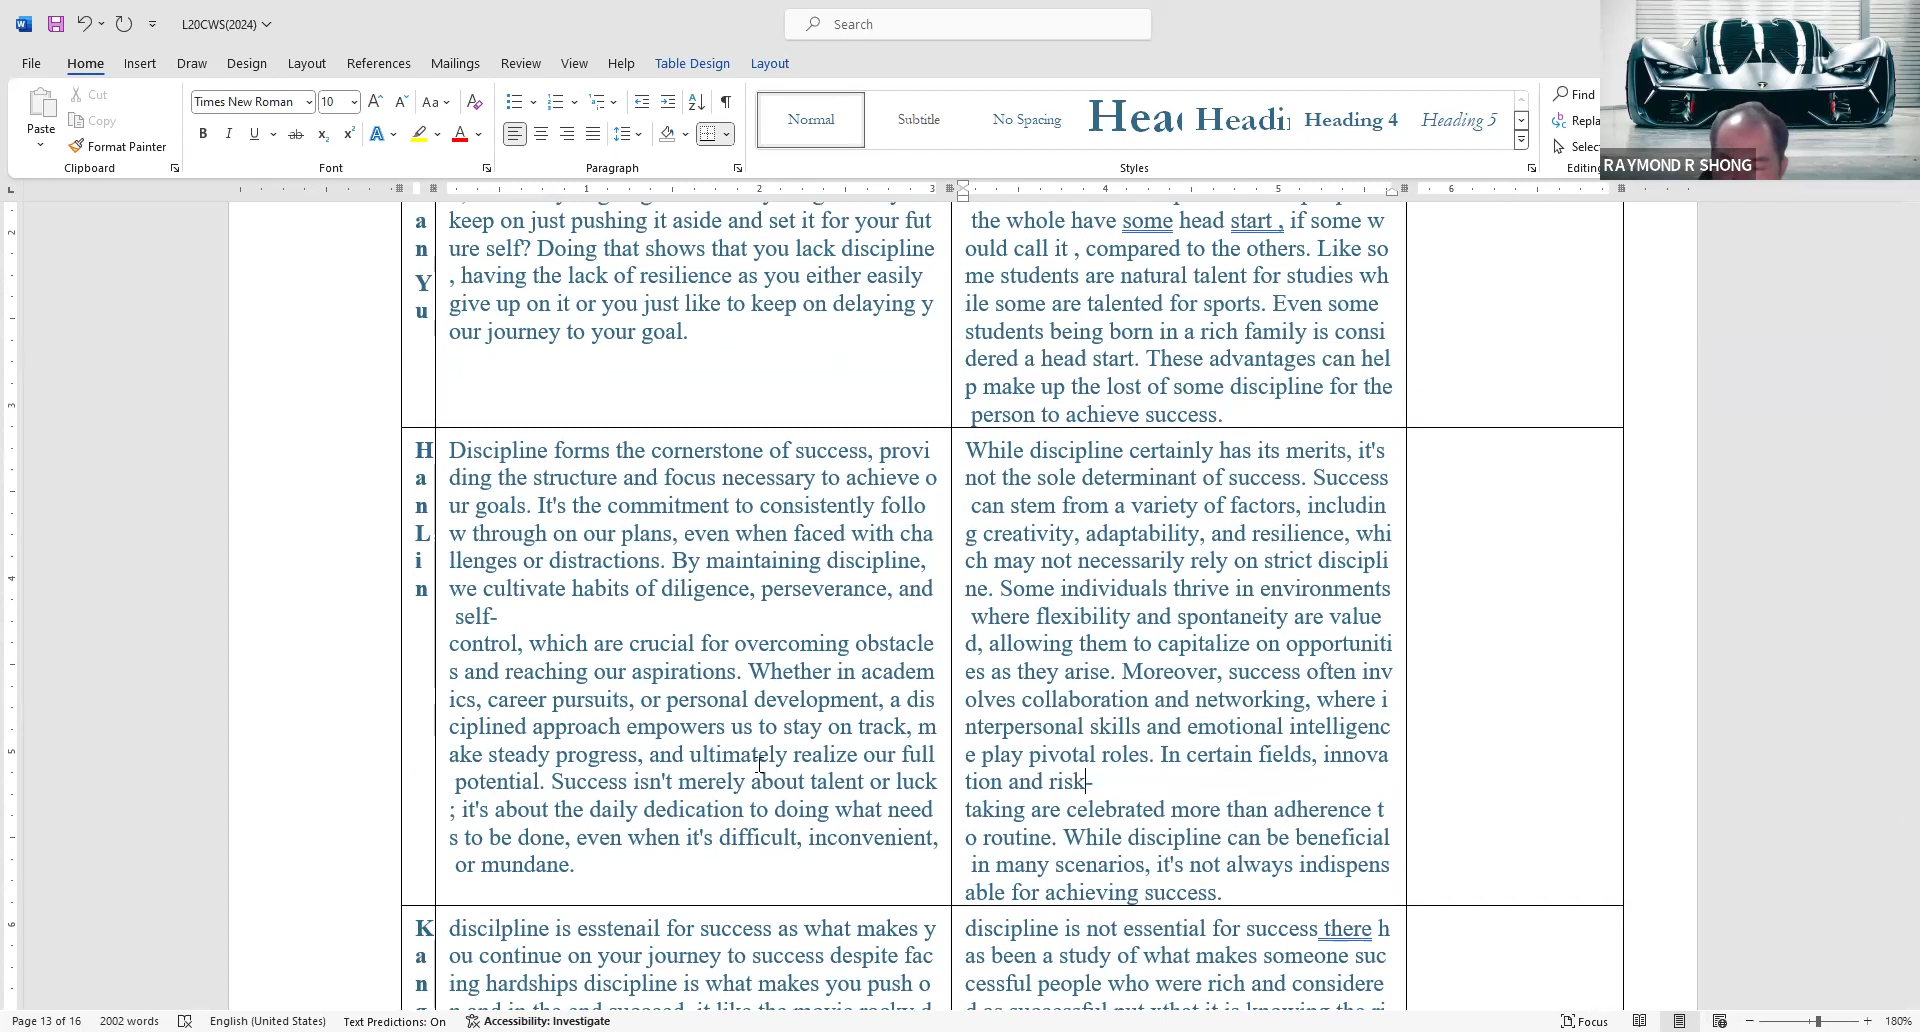 L20CWS(2024)
Search
File Home Insert Draw Design Layout References Mailings Review View Help Table Design Layout
Paste
Cut
Copy
Format Painter
Clipboard
Times New Roman 10
Font
Paragraph
Normal
Subtitle
No Spacing
Heading 4
Heading 5
Styles
Find
Editing
RAYMOND R SHONG
a
n
Y
u
keep on just pushing it aside and set it for your fut
ure self? Doing that shows that you lack discipline
, having the lack of resilience as you either easily
give up on it or you just like to keep on delaying y
our journey to your goal.
the whole have some head start , if some w
ould call it , compared to the others. Like so
me students are natural talent for studies wh
ile some are talented for sports. Even some
students being born in a rich family is consi
dered a head start. These advantages can hel
p make up the lost of some discipline for the
person to achieve success.
H
a
n
L
i
n
Discipline forms the cornerstone of success, provi
ding the structure and focus necessary to achieve o
ur goals. It's the commitment to consistently follo
w through on our plans, even when faced with cha
llenges or distractions. By maintaining discipline,
we cultivate habits of diligence, perseverance, and
self-
control, which are crucial for overcoming obstacle
s and reaching our aspirations. Whether in academ
ics, career pursuits, or personal development, a dis
ciplined approach empowers us to stay on track, m
ake steady progress, and ultimately realize our full
potential. Success isn't merely about talent or luck
; it's about the daily dedication to doing what need
s to be done, even when it's difficult, inconvenient,
or mundane.
While discipline certainly has its merits, it's
not the sole determinant of success. Success
can stem from a variety of factors, includin
g creativity, adaptability, and resilience, whi
ch may not necessarily rely on strict discipli
ne. Some individuals thrive in environments
where flexibility and spontaneity are value
d, allowing them to capitalize on opportuniti
es as they arise. Moreover, success often inv
olves collaboration and networking, where i
nterpersonal skills and emotional intelligenc
e play pivotal roles. In certain fields, innova
tion and risk-
taking are celebrated more than adherence t
o routine. While discipline can be beneficial
in many scenarios, it's not always indispens
able for achieving success.
K
a
n
discilpline is esstenail for success as what makes y
ou continue on your journey to success despite fac
ing hardships discipline is what makes you push o
discipline is not essential for success there h
as been a study of what makes someone suc
cessful people who were rich and considere
Page 13 of 16 2002 words English (United States) Text Predictions: On Accessibility: Investigate Focus 180%